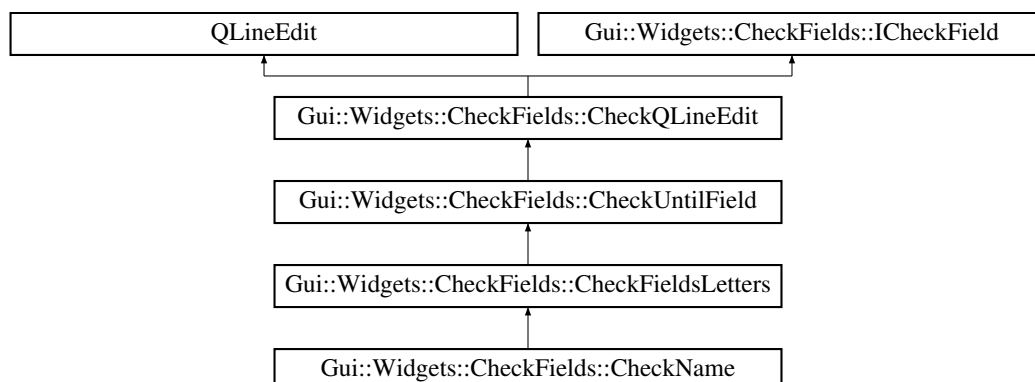 QLineEdit
Gui::Widgets::CheckFields::ICheckField
Gui::Widgets::CheckFields::CheckQLineEdit
Gui::Widgets::CheckFields::CheckUntilField
Gui::Widgets::CheckFields::CheckFieldsLetters
Gui::Widgets::CheckFields::CheckName